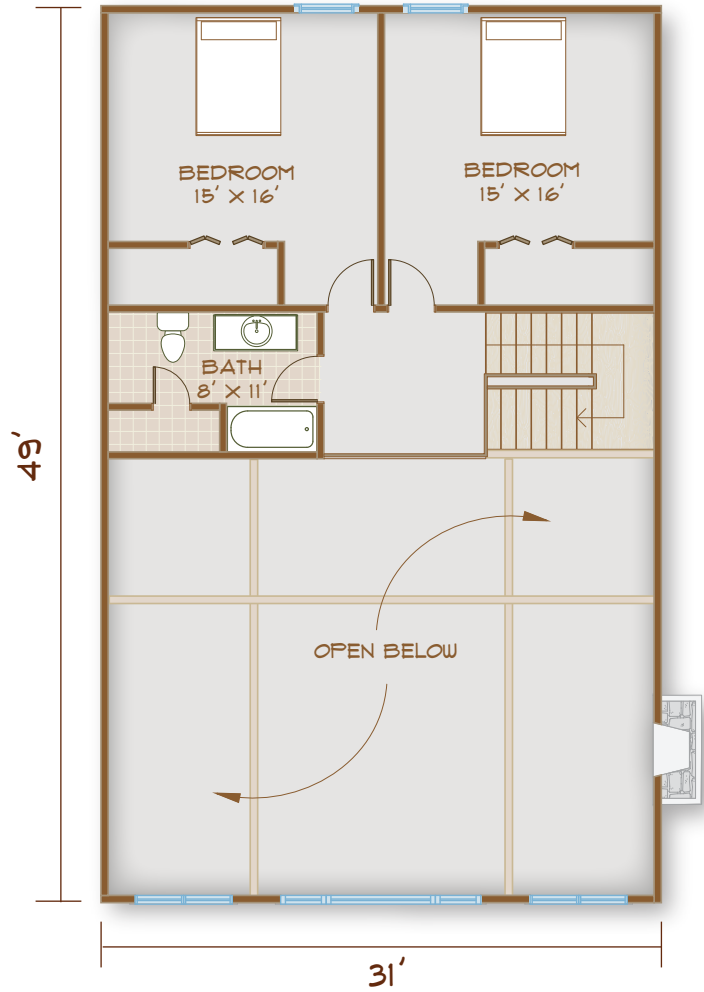 BEDROOM
15' X 16'
BEDROOM
15' X 16'
BATH
8' X 11'
49'
OPEN BELOW
31'